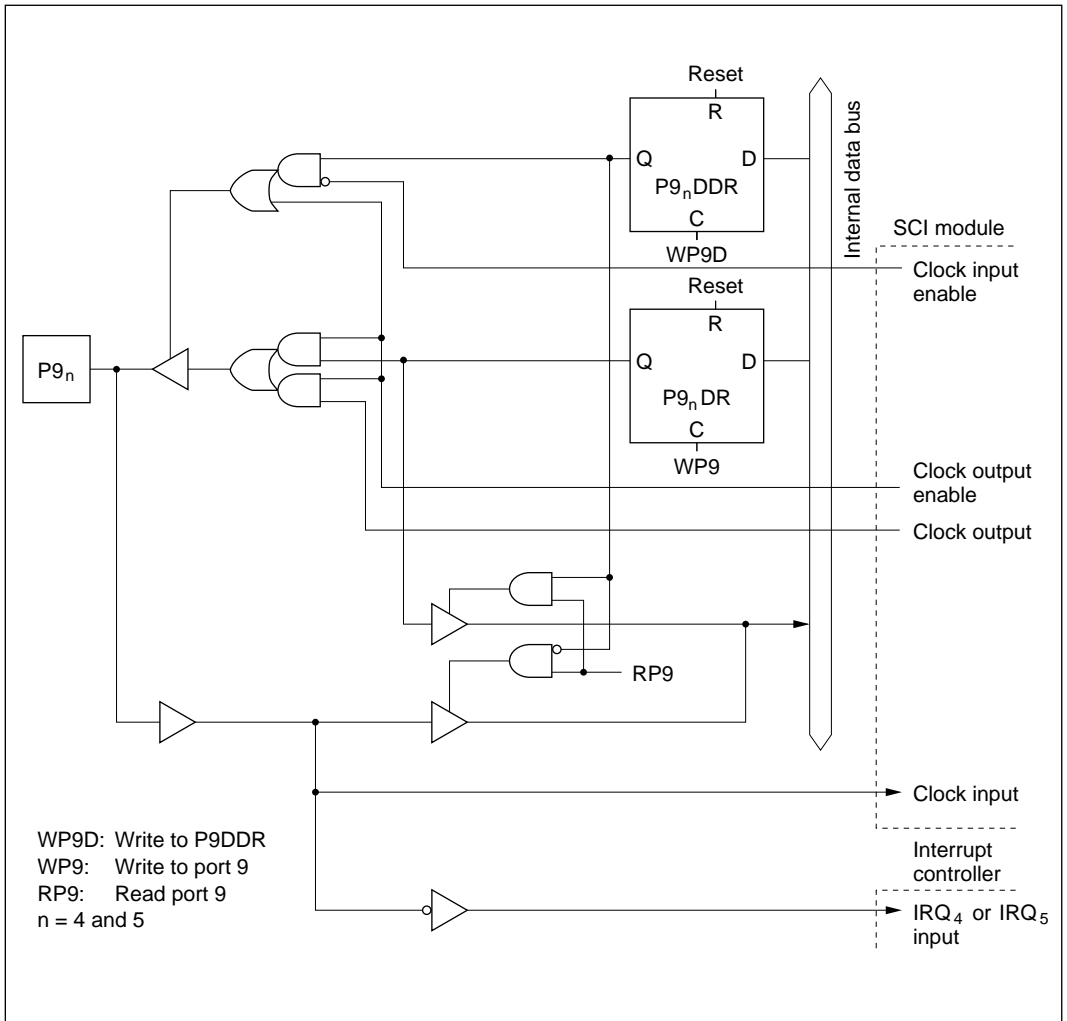 Reset
R
Q
D
P9nDDR
C
WP9D
Internal data bus
SCI module
Clock input
enable
Reset
R
Q
D
P9n
P9nDR
C
WP9
Clock output
enable
Clock output
RP9
Clock input
WP9D: Write to P9DDR
WP9: Write to port 9
RP9: Read port 9
n = 4 and 5
Interrupt
controller
IRQ4 or IRQ5
input